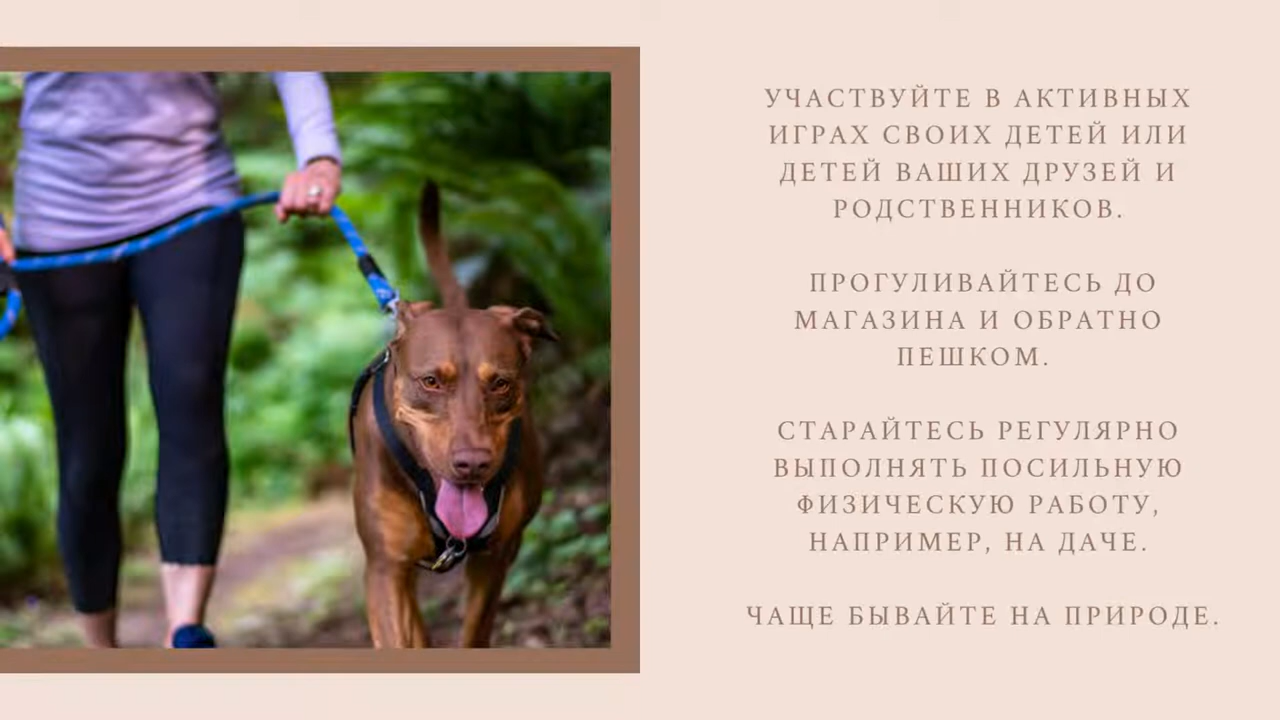 УЧАСТВУЙТЕ В АКТИВНЫХ
ИГРАХ СВОИХ ДЕТЕЙ ИЛИ
ДЕТЕЙ ВАШИХ ДРУЗЕЙ И
РОДСТВЕННИКОВ.
ПРОГУЛИВАЙТЕСЬ ДО
МАГАЗИНА И ОБРАТНО
ПЕШКОМ.
СТАРАЙТЕСЬ РЕГУЛЯРНО
ВЫПОЛНЯТЬ ПОСИЛЬНУЮ
ФИЗИЧЕСКУЮ РАБОТУ,
НАПРИМЕР, НА ДАЧЕ.
ЧАЩЕ БЫВАЙТЕ НА ПРИРОДЕ.